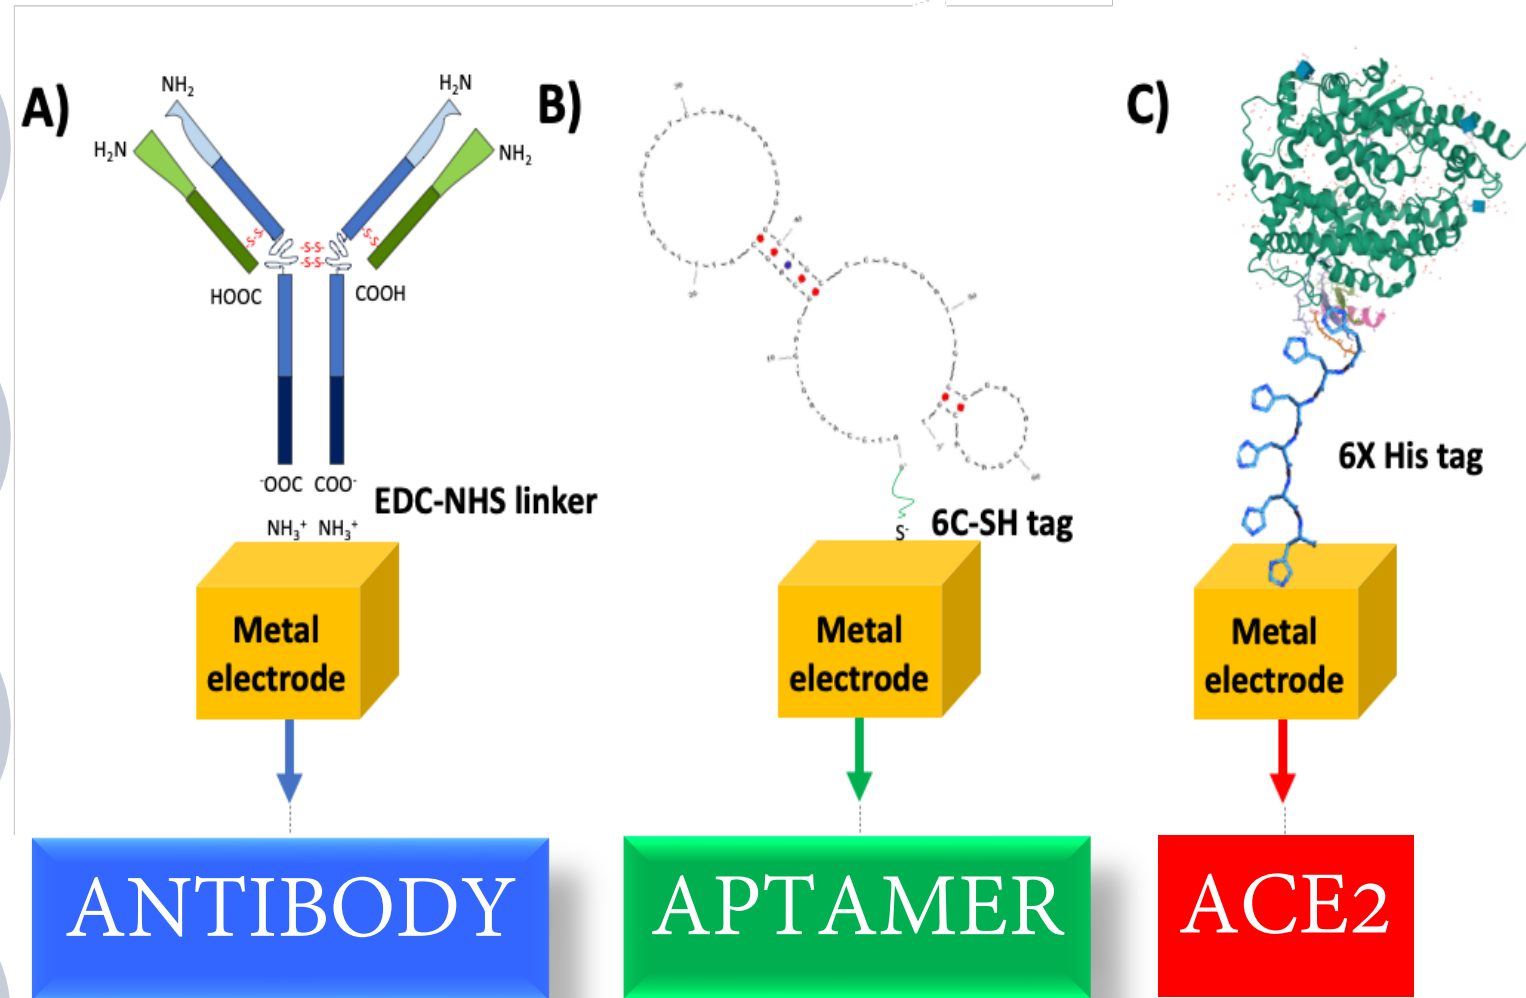 A)
NH₂
H₂N
H₂N
NH₂
-S-S-
-S-S-
-S-S-
-S-S-
HOOC
COOH
⁻OOC COO⁻
EDC-NHS linker
NH₃⁺ NH₃⁺
Metal
electrode
ANTIBODY
B)
S⁻
6C-SH tag
Metal
electrode
APTAMER
C)
6X His tag
Metal
electrode
ACE2